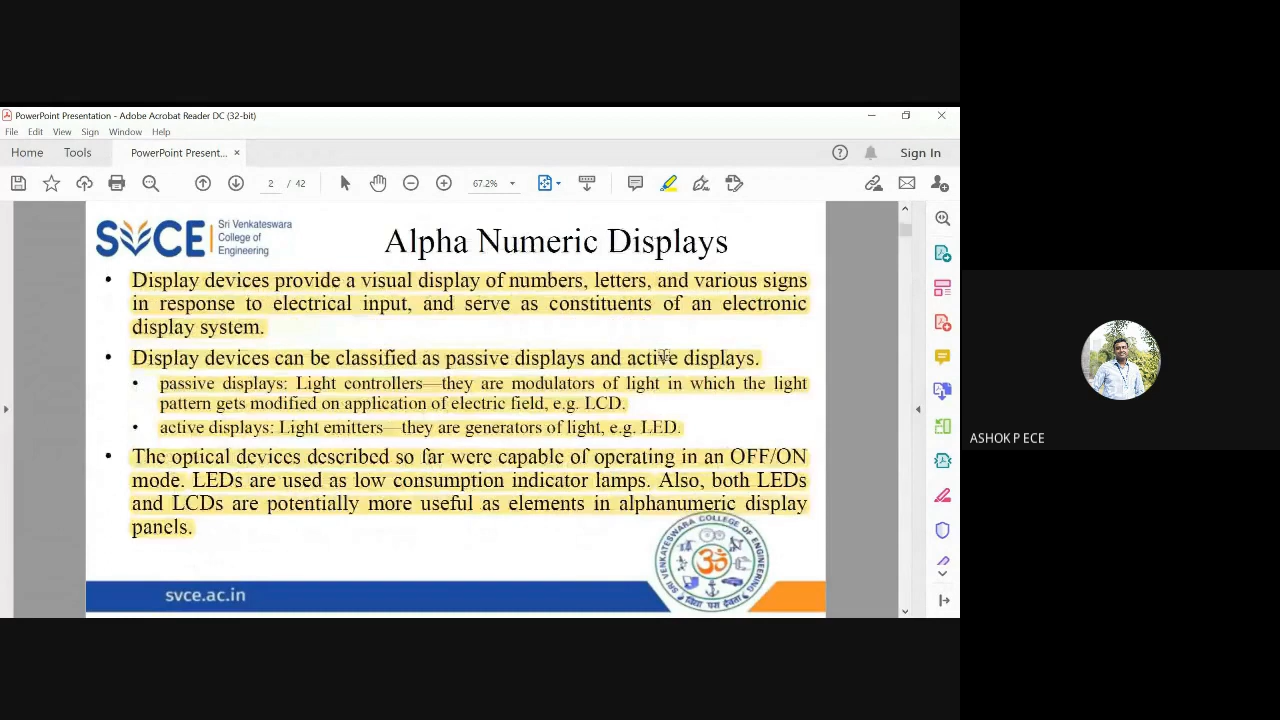 PowerPoint Presentation - Adobe Acrobat Reader DC (32-bit)
File Edit View Sign Window Help
Home Tools PowerPoint Present... × Sign In
2 / 42 67.2%
SVCE Sri Venkateswara
College of
Engineering
Alpha Numeric Displays
• Display devices provide a visual display of numbers, letters, and various signs
in response to electrical input, and serve as constituents of an electronic
display system.
• Display devices can be classified as passive displays and active displays.
• passive displays: Light controllers—they are modulators of light in which the light
pattern gets modified on application of electric field, e.g. LCD.
• active displays: Light emitters—they are generators of light, e.g. LED.
• The optical devices described so far were capable of operating in an OFF/ON
mode. LEDs are used as low consumption indicator lamps. Also, both LEDs
and LCDs are potentially more useful as elements in alphanumeric display
panels.
SRI VENKATESWARA COLLEGE OF ENGINEERING
ॐ
svce.ac.in
ASHOK P ECE